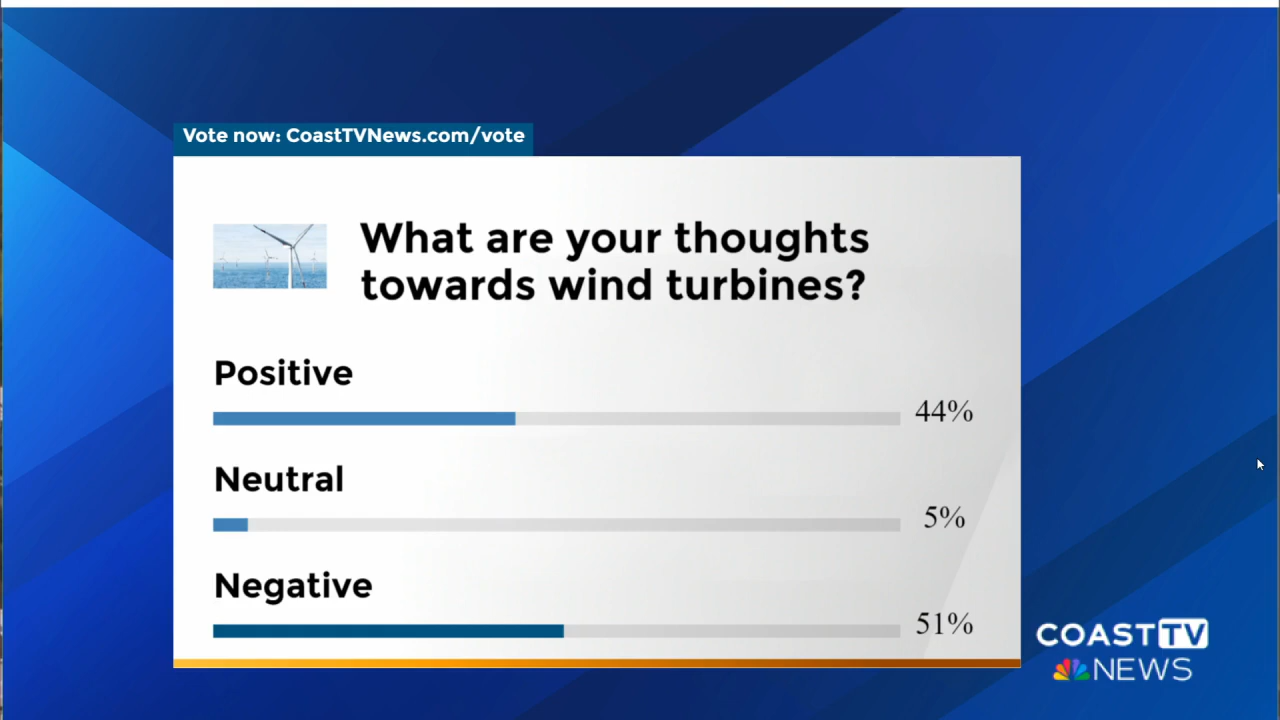 Vote now: CoastTVNews.com/vote
What are your thoughts
towards wind turbines?
Positive
44%
Neutral
5%
Negative
51%
COAST TV
NEWS